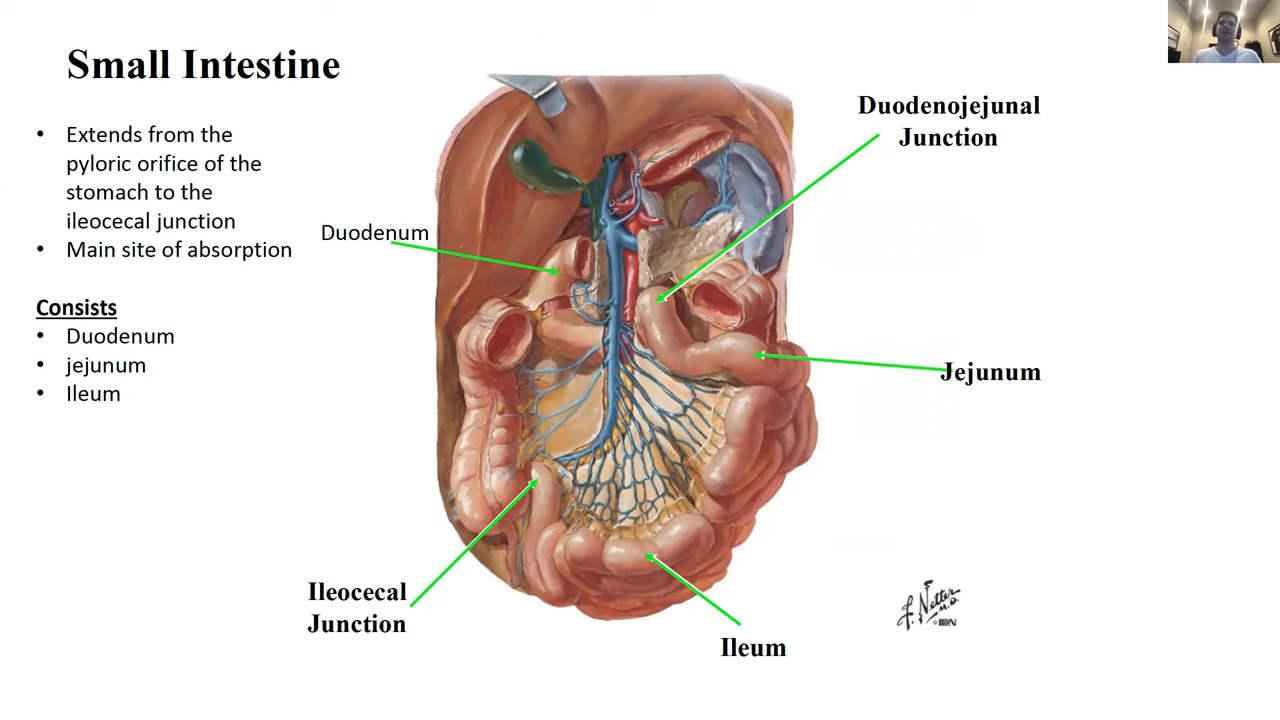 Small Intestine
• Extends from the
pyloric orifice of the
stomach to the
ileocecal junction
• Main site of absorption
Consists
• Duodenum
• jejunum
• Ileum
Duodenum
Duodenojejunal
Junction
Jejunum
Ileocecal
Junction
Ileum
F. Netter
M.D.